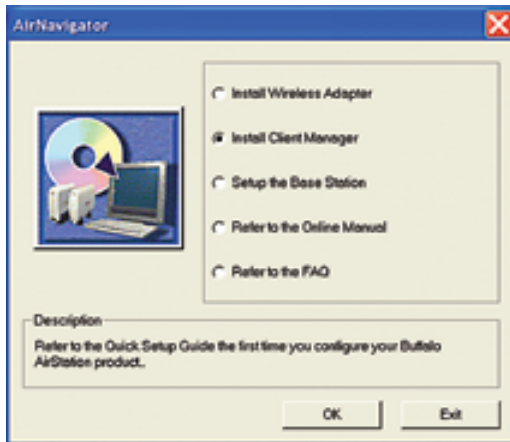 AirNavigator
Install Wireless Adapter
Install Client Manager
Setup the Base Station
Refer to the Online Manual
Refer to the FAQ
Description
Refer to the Quick Setup Guide the first time you configure your Buffalo
AirStation product..
OK
Exit